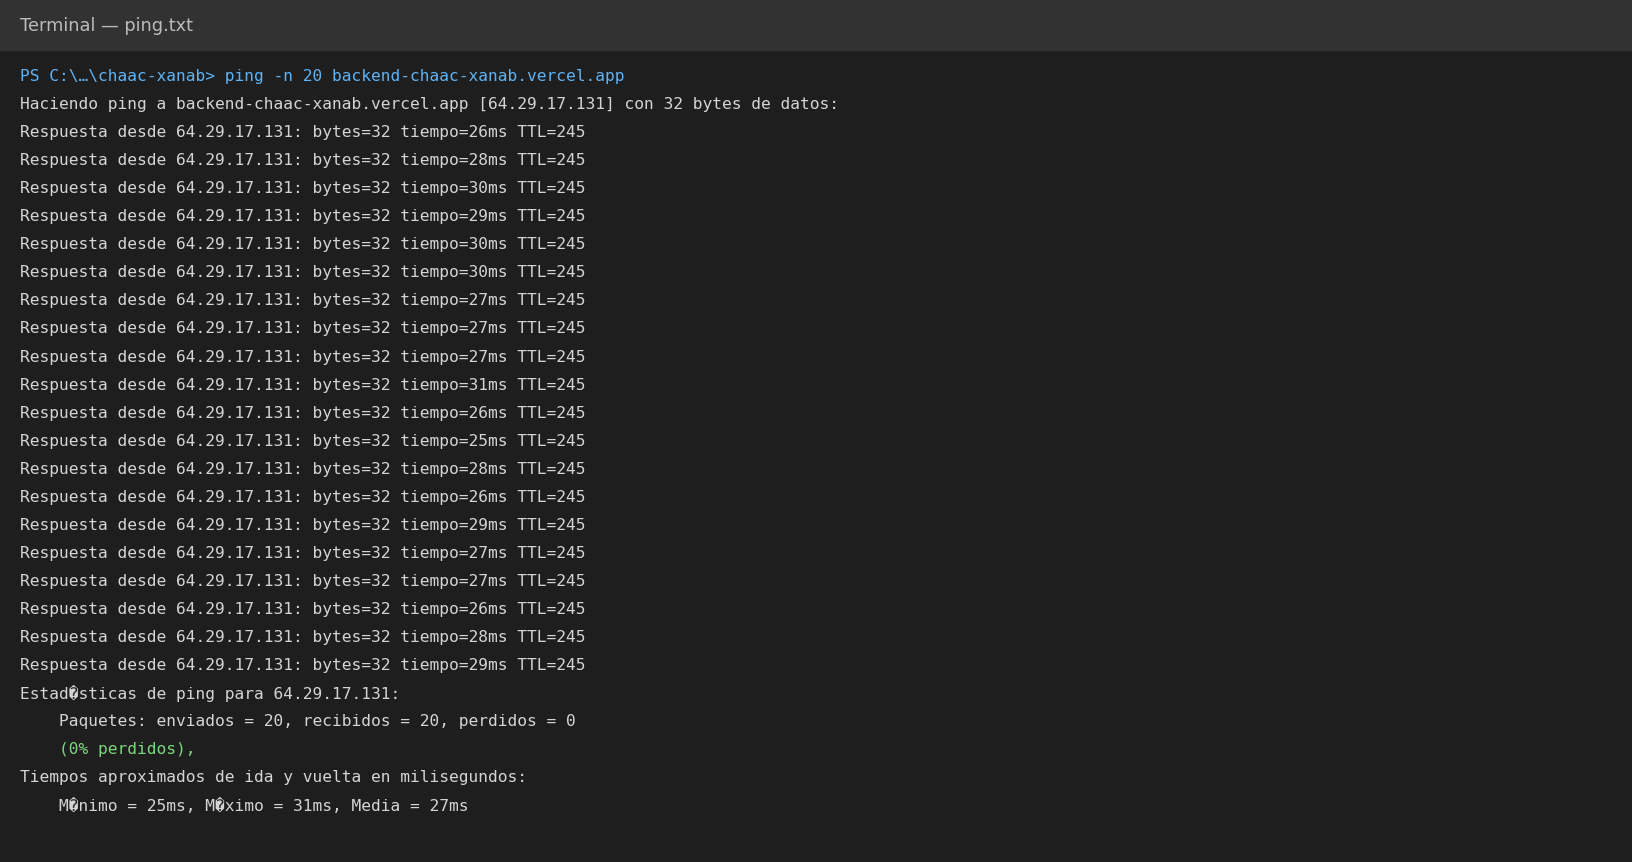 Terminal — ping.txt
PS C:\…\chaac-xanab> ping -n 20 backend-chaac-xanab.vercel.app
Haciendo ping a backend-chaac-xanab.vercel.app [64.29.17.131] con 32 bytes de datos:
Respuesta desde 64.29.17.131: bytes=32 tiempo=26ms TTL=245
Respuesta desde 64.29.17.131: bytes=32 tiempo=28ms TTL=245
Respuesta desde 64.29.17.131: bytes=32 tiempo=30ms TTL=245
Respuesta desde 64.29.17.131: bytes=32 tiempo=29ms TTL=245
Respuesta desde 64.29.17.131: bytes=32 tiempo=30ms TTL=245
Respuesta desde 64.29.17.131: bytes=32 tiempo=30ms TTL=245
Respuesta desde 64.29.17.131: bytes=32 tiempo=27ms TTL=245
Respuesta desde 64.29.17.131: bytes=32 tiempo=27ms TTL=245
Respuesta desde 64.29.17.131: bytes=32 tiempo=27ms TTL=245
Respuesta desde 64.29.17.131: bytes=32 tiempo=31ms TTL=245
Respuesta desde 64.29.17.131: bytes=32 tiempo=26ms TTL=245
Respuesta desde 64.29.17.131: bytes=32 tiempo=25ms TTL=245
Respuesta desde 64.29.17.131: bytes=32 tiempo=28ms TTL=245
Respuesta desde 64.29.17.131: bytes=32 tiempo=26ms TTL=245
Respuesta desde 64.29.17.131: bytes=32 tiempo=29ms TTL=245
Respuesta desde 64.29.17.131: bytes=32 tiempo=27ms TTL=245
Respuesta desde 64.29.17.131: bytes=32 tiempo=27ms TTL=245
Respuesta desde 64.29.17.131: bytes=32 tiempo=26ms TTL=245
Respuesta desde 64.29.17.131: bytes=32 tiempo=28ms TTL=245
Respuesta desde 64.29.17.131: bytes=32 tiempo=29ms TTL=245
Estad�sticas de ping para 64.29.17.131:
    Paquetes: enviados = 20, recibidos = 20, perdidos = 0
    (0% perdidos),
Tiempos aproximados de ida y vuelta en milisegundos:
    M�nimo = 25ms, M�ximo = 31ms, Media = 27ms